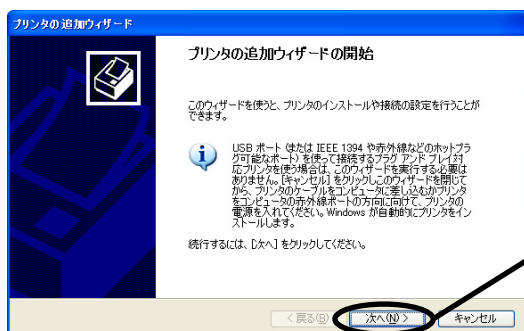 プリンタの追加ウィザード
プリンタの追加ウィザードの開始
このウィザードを使うと、プリンタのインストールや接続の設定を行うことが
できます。
USB ポート (または IEEE 1394 や赤外線などのホットプラ
グ可能なポート) を使って接続するプラグ アンド プレイ対
応プリンタを使う場合は、このウィザードを実行する必要は
ありません。[キャンセル] をクリックしこのウィザードを閉じて
から、プリンタのケーブルをコンピュータに差し込むかプリンタ
をコンピュータの赤外線ポートの方向に向けて、プリンタの
電源を入れてください。Windows が自動的にプリンタをイン
ストールします。
続行するには、[次へ] をクリックしてください。
< 戻る(B) 次へ(N) > キャンセル